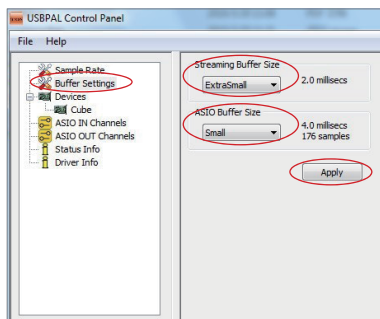 USBPAL Control Panel
File Help
Sample Rate
Buffer Settings
Devices
Cube
ASIO IN Channels
ASIO OUT Channels
Status Info
Driver Info
Streaming Buffer Size
ExtraSmall
2.0 millisecs
ASIO Buffer Size
Small
4.0 millisecs
176 samples
Apply